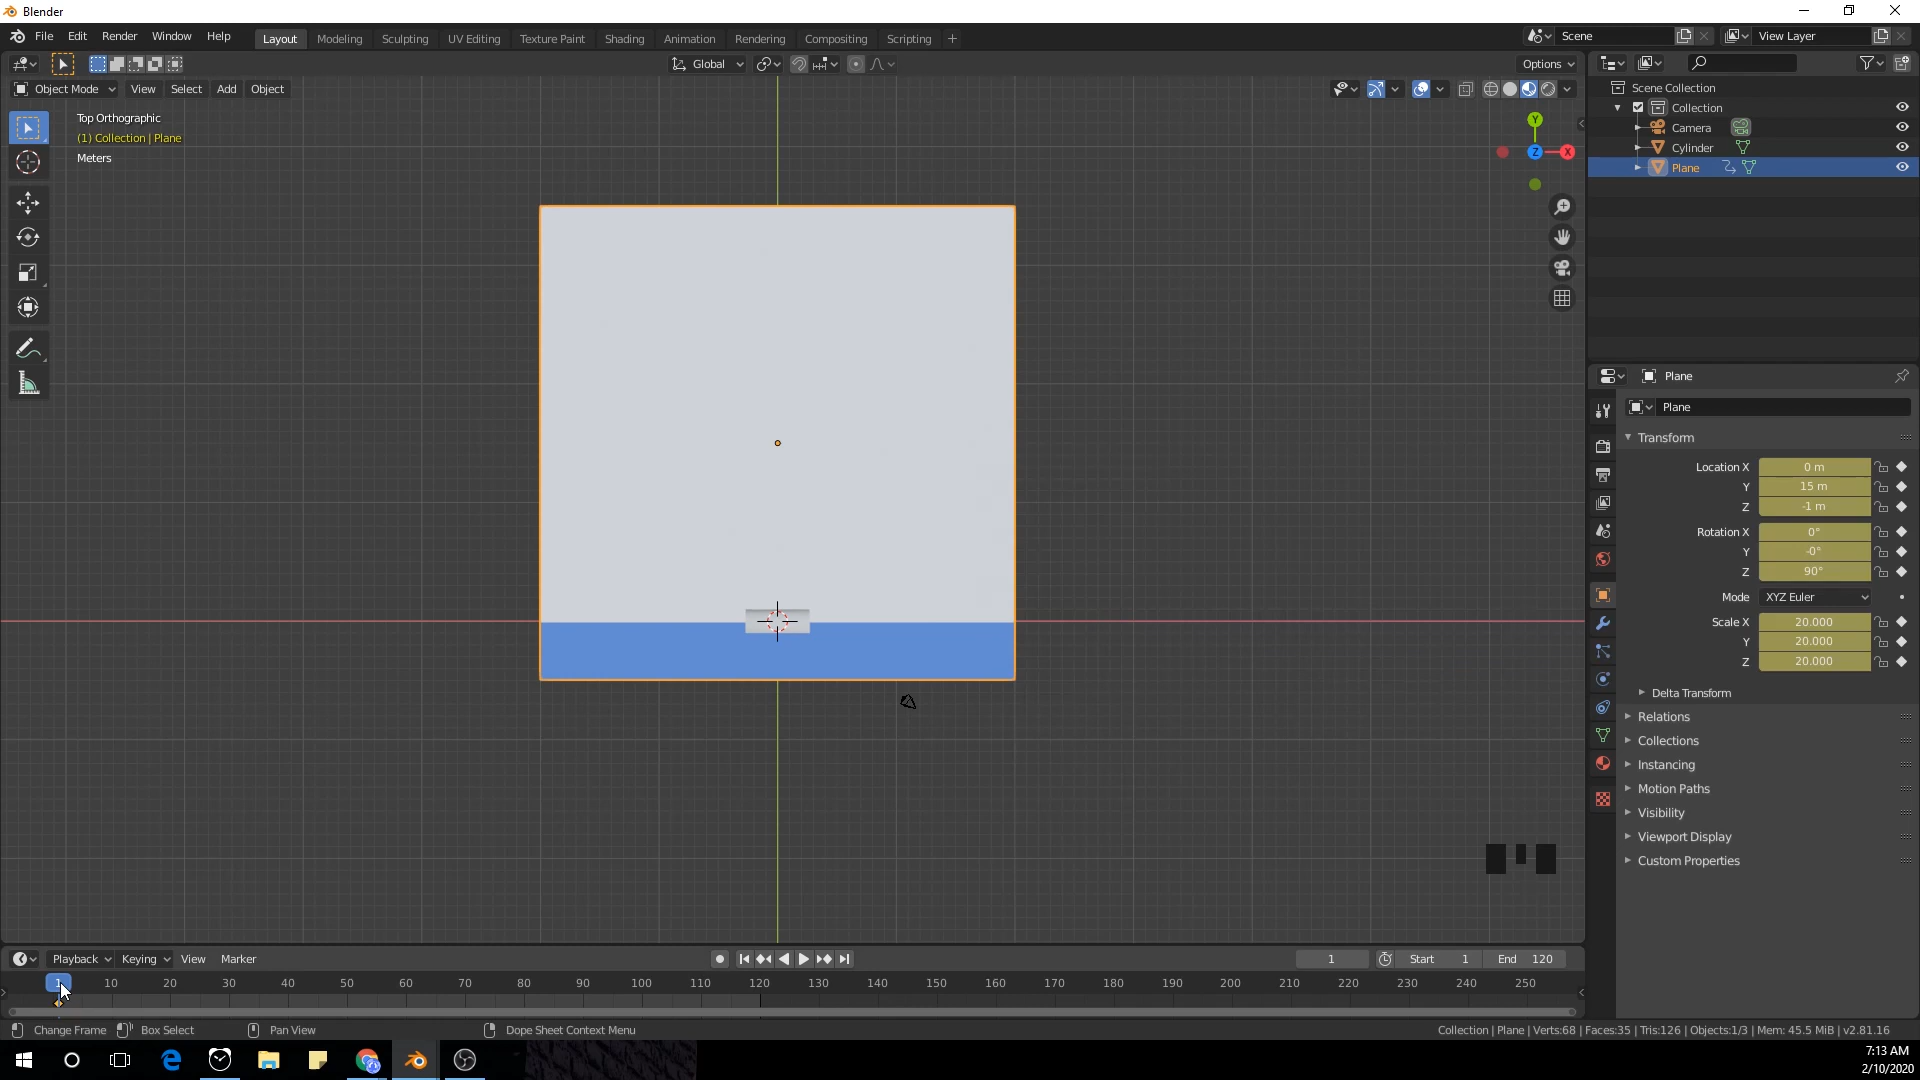 Blender
File Edit Render Window Help Layout Modeling Sculpting UV Editing Texture Paint Shading Animation Rendering Compositing Scripting + Scene View Layer
Global Options
Object Mode View Select Add Object
Top Orthographic
(1) Collection | Plane
Meters
Y
Z X
Scene Collection
Collection
Camera
Cylinder
Plane
Plane
Plane
Transform
Location X 0 m
Y 15 m
Z -1 m
Rotation X 0°
Y -0°
Z 90°
Mode XYZ Euler
Scale X 20.000
Y 20.000
Z 20.000
Delta Transform
Relations
Collections
Instancing
Motion Paths
Visibility
Viewport Display
Custom Properties
Playback Keying View Marker 1 Start 1 End 120
1 10 20 30 40 50 60 70 80 90 100 110 120 130 140 150 160 170 180 190 200 210 220 230 240 250
Change Frame Box Select Pan View Dope Sheet Context Menu Collection | Plane | Verts:68 | Faces:35 | Tris:126 | Objects:1/3 | Mem: 45.5 MiB | v2.81.16
7:13 AM
2/10/2020